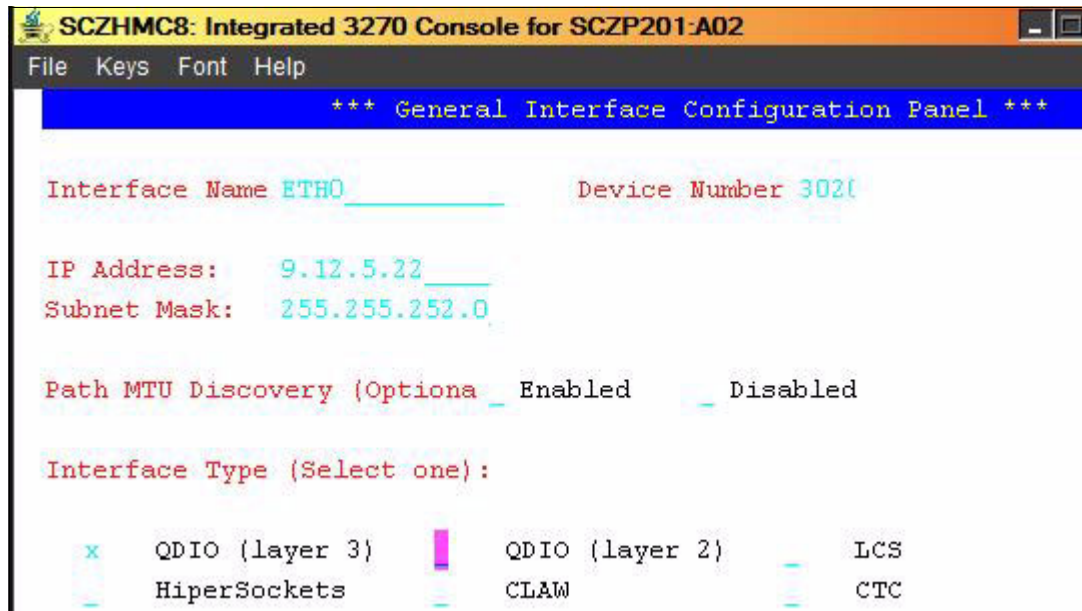 SCZHMC8: Integrated 3270 Console for SCZP201:A02
File Keys Font Help
*** General Interface Configuration Panel ***
Interface Name ETH0 Device Number 3020
IP Address: 9.12.5.22
Subnet Mask: 255.255.252.0
Path MTU Discovery (Optiona _ Enabled _ Disabled
Interface Type (Select one):
x QDIO (layer 3) _ QDIO (layer 2) _ LCS
_ HiperSockets _ CLAW _ CTC